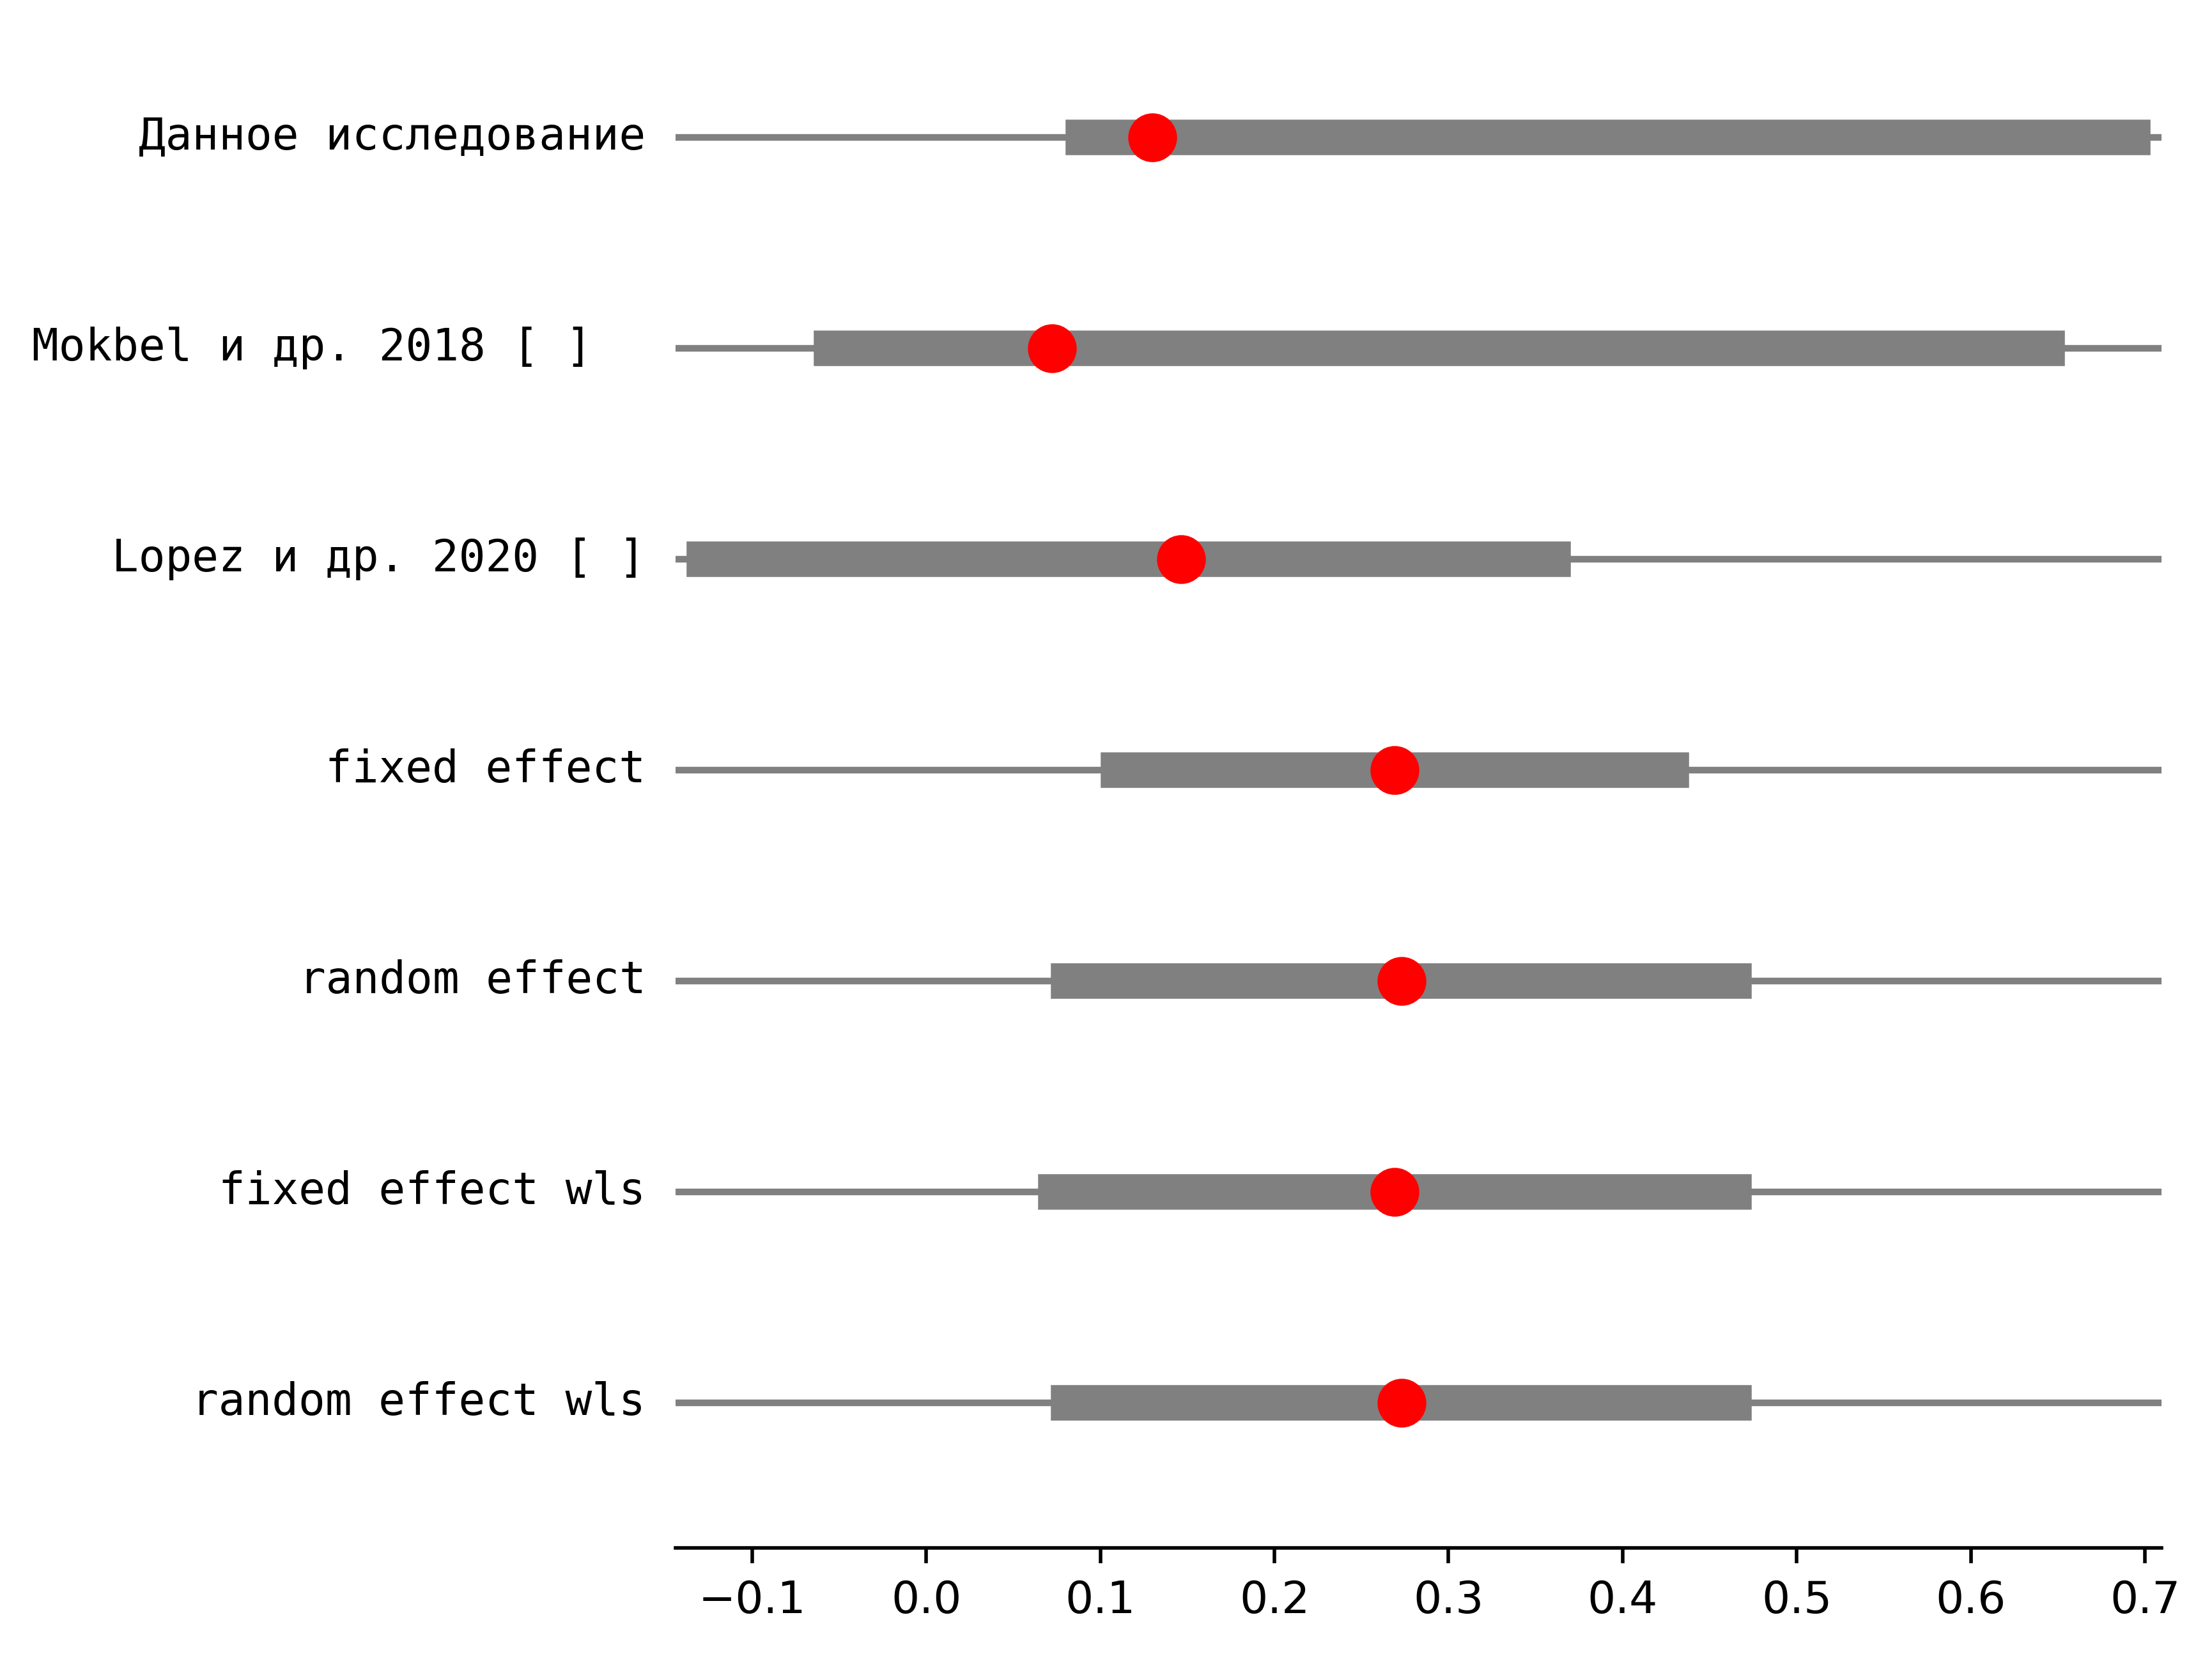 Данное исследование
Mokbel и др. 2018 [ ]
Lopez и др. 2020 [ ]
fixed effect
random effect
fixed effect wls
random effect wls
−0.1 0.0 0.1 0.2 0.3 0.4 0.5 0.6 0.7